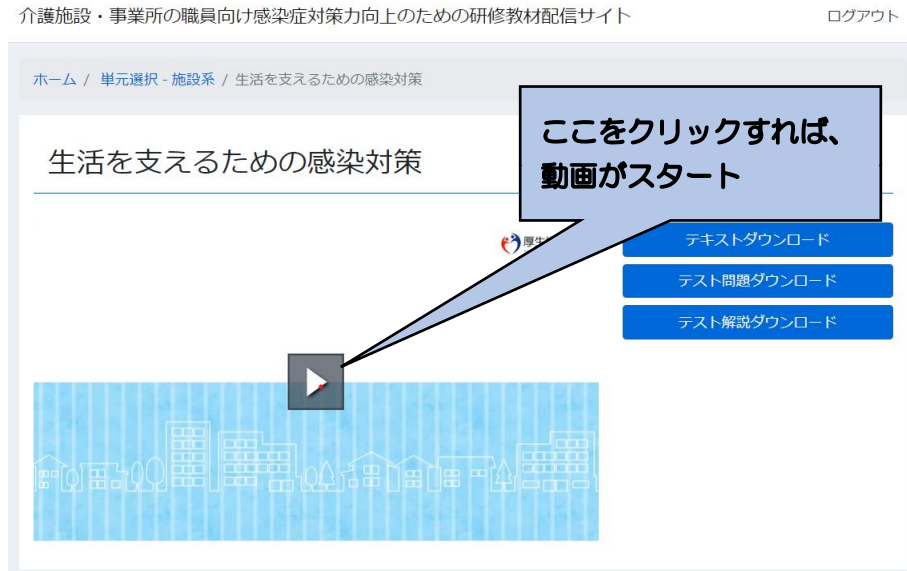 介護施設・事業所の職員向け感染症対策力向上のための研修教材配信サイト
ログアウト
ホーム / 単元選択 - 施設系 / 生活を支えるための感染対策
生活を支えるための感染対策
ここをクリックすれば、
動画がスタート
厚生
テキストダウンロード
テスト問題ダウンロード
テスト解説ダウンロード